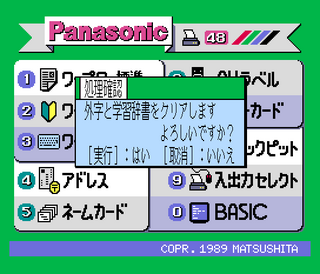 Panasonic 48
処理確認
外字と学習辞書をクリアします
よろしいですか?
[実行]:はい [取消]:いいえ
1 ワープロ
2 ワ
3 ワ
4 アドレス
5 ネームカード
ラベル
カード
ックピット
9 入出力セレクト
0 BASIC
COPR. 1989 MATSUSHITA